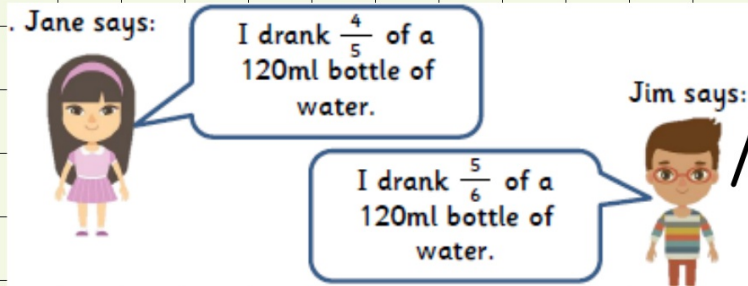 . Jane says:
I drank 4/5 of a
120ml bottle of
water.
Jim says:
I drank 5/6 of a
120ml bottle of
water.